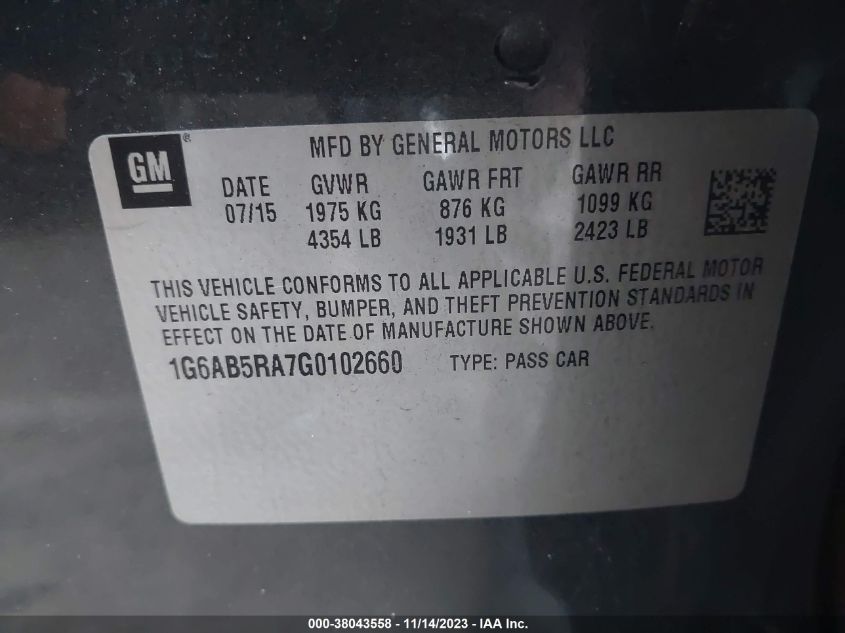 GM ®
MFD BY GENERAL MOTORS LLC
DATE GVWR GAWR FRT GAWR RR
07/15 1975 KG 876 KG 1099 KG
4354 LB 1931 LB 2423 LB
THIS VEHICLE CONFORMS TO ALL APPLICABLE U.S. FEDERAL MOTOR
VEHICLE SAFETY, BUMPER, AND THEFT PREVENTION STANDARDS IN
EFFECT ON THE DATE OF MANUFACTURE SHOWN ABOVE.
1G6AB5RA7G0102660 TYPE: PASS CAR
000-38043558 - 11/14/2023 - IAA Inc.